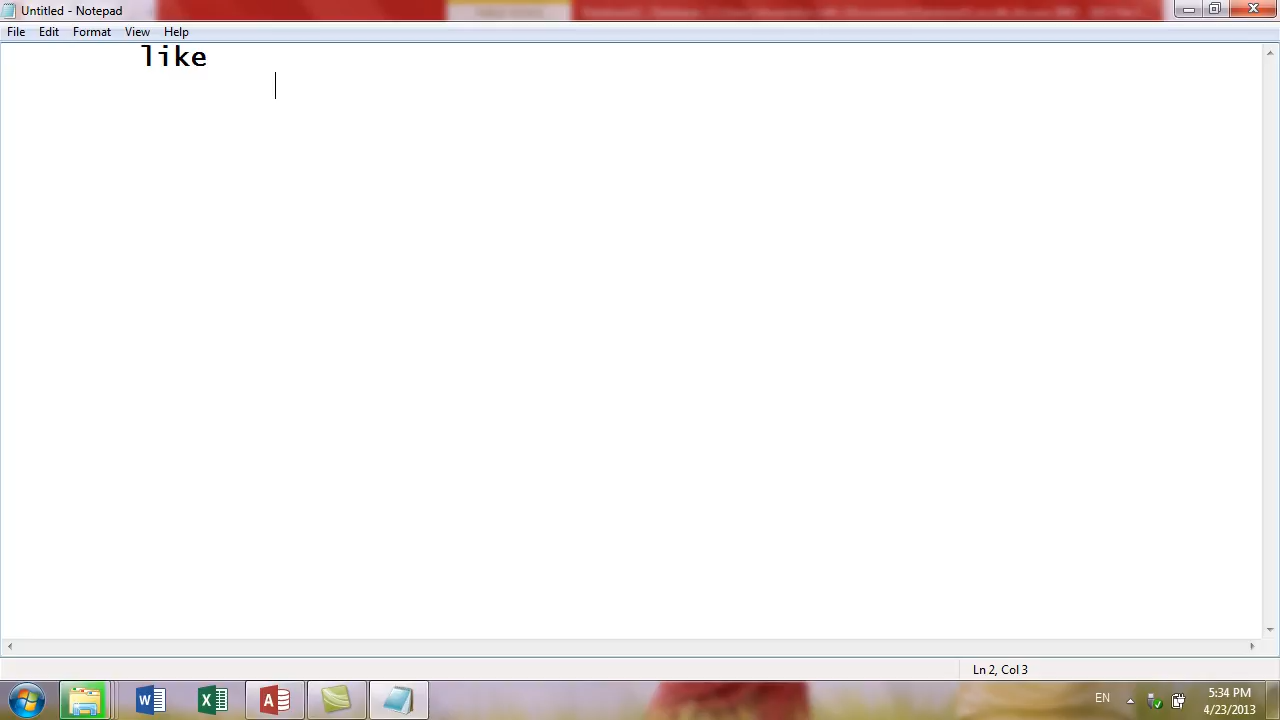 Untitled - Notepad
File Edit Format View Help
like
Ln 2, Col 3
EN
5:34 PM
4/23/2013